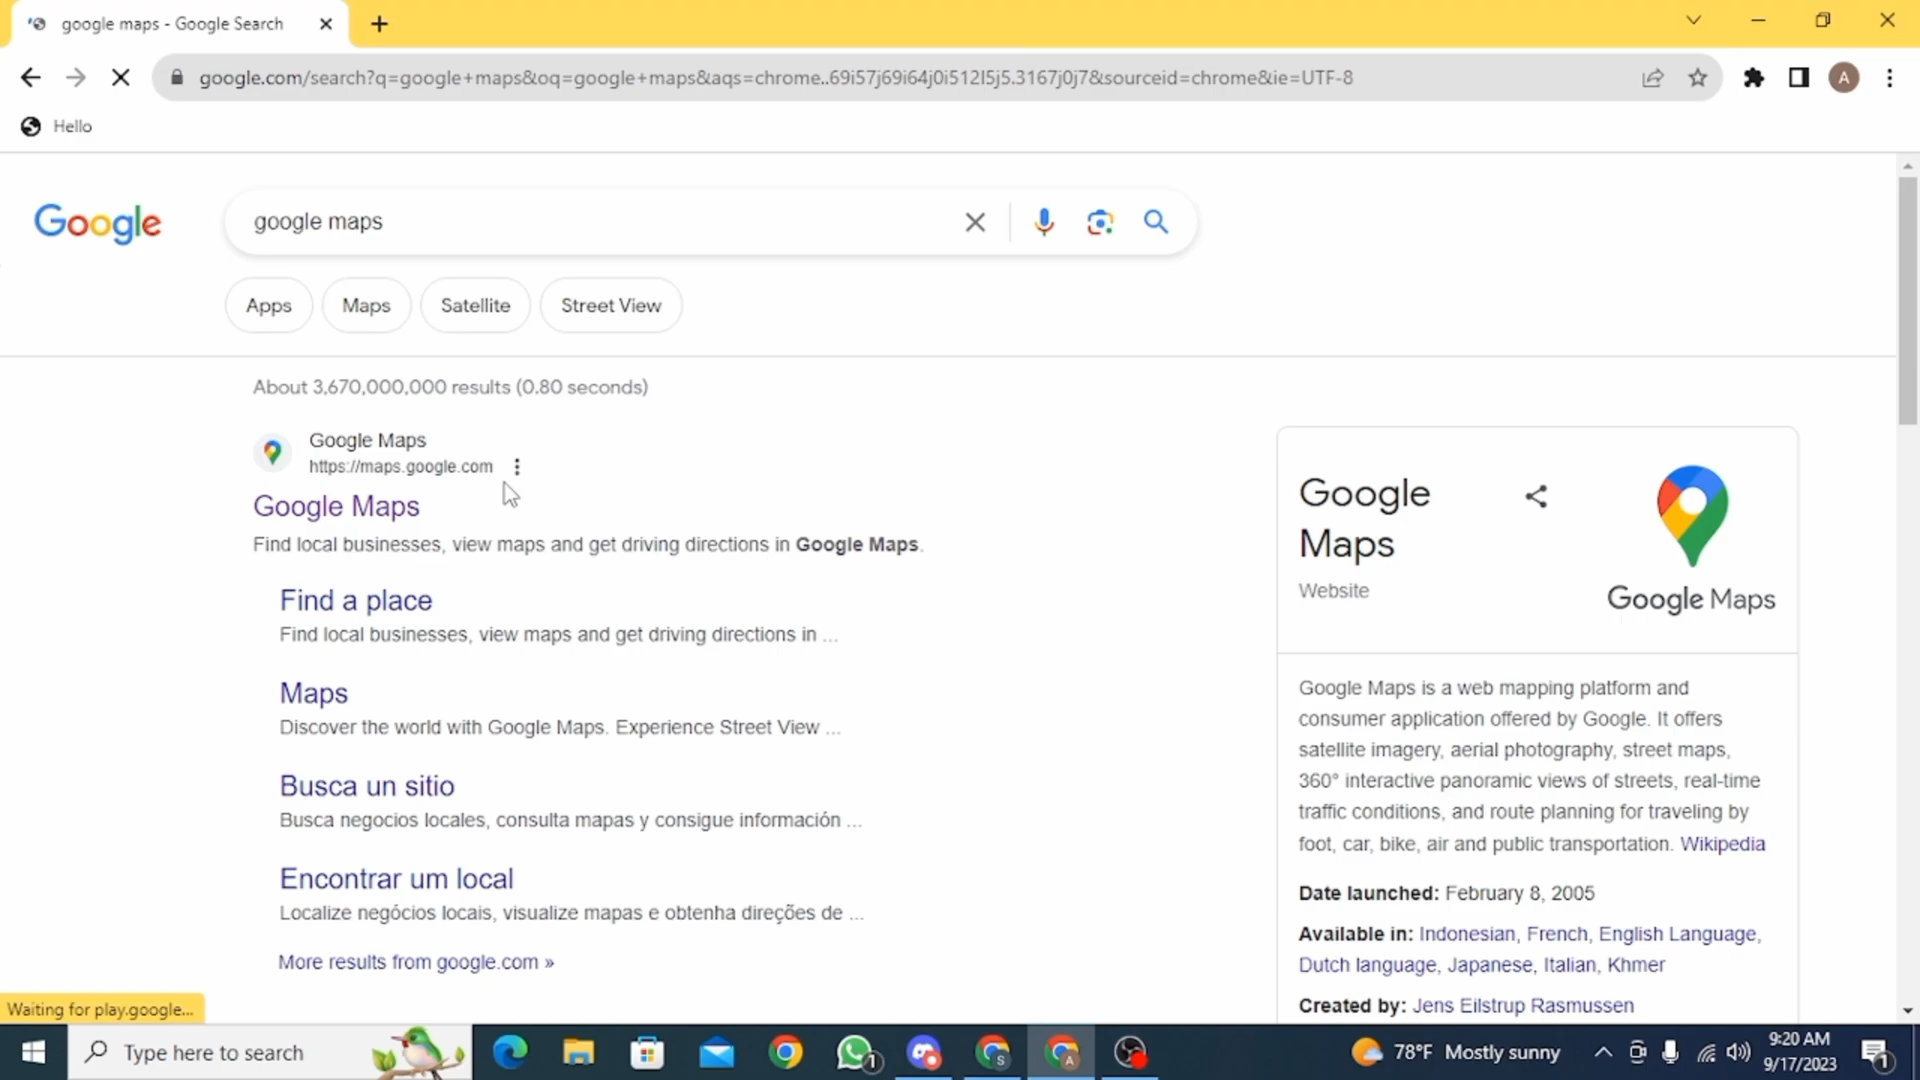 google maps - Google Search
google.com/search?q=google+maps&oq=google+maps&aqs=chrome..69i57j69i64j0i512l5j5.3167j0j7&sourceid=chrome&ie=UTF-8
A
Hello
Google
google maps
Apps
Maps
Satellite
Street View
About 3,670,000,000 results (0.80 seconds)
Google Maps
https://maps.google.com
Google Maps
Find local businesses, view maps and get driving directions in Google Maps.
Find a place
Find local businesses, view maps and get driving directions in ...
Maps
Discover the world with Google Maps. Experience Street View ...
Busca un sitio
Busca negocios locales, consulta mapas y consigue información ...
Encontrar um local
Localize negócios locais, visualize mapas e obtenha direções de ...
More results from google.com »
Google
Maps
Website
Google Maps
Google Maps is a web mapping platform and
consumer application offered by Google. It offers
satellite imagery, aerial photography, street maps,
360° interactive panoramic views of streets, real-time
traffic conditions, and route planning for traveling by
foot, car, bike, air and public transportation. Wikipedia
Date launched: February 8, 2005
Available in: Indonesian, French, English Language,
Dutch language, Japanese, Italian, Khmer
Created by: Jens Eilstrup Rasmussen
Waiting for play.google...
Type here to search
1
S
A
78°F Mostly sunny
9:20 AM
9/17/2023
1